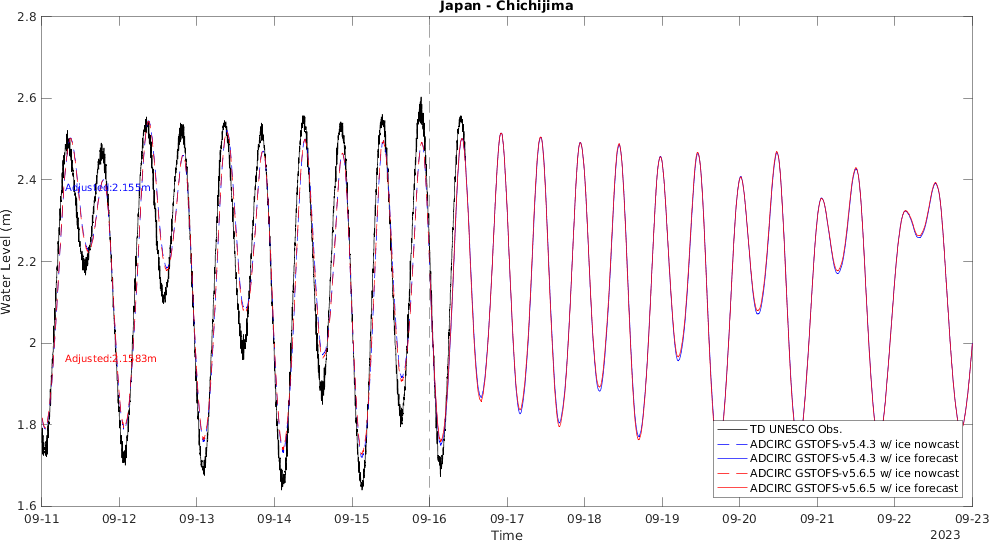 Japan - Chichijima
2.8
2.6
2.4
2.2
2
1.8
1.6
Water Level (m)
Adjusted:2.155m
Adjusted:2.1583m
TD UNESCO Obs.
ADCIRC GSTOFS-v5.4.3 w/ ice nowcast
ADCIRC GSTOFS-v5.4.3 w/ ice forecast
ADCIRC GSTOFS-v5.6.5 w/ ice nowcast
ADCIRC GSTOFS-v5.6.5 w/ ice forecast
09-11 09-12 09-13 09-14 09-15 09-16 09-17 09-18 09-19 09-20 09-21 09-22 09-23
Time
2023